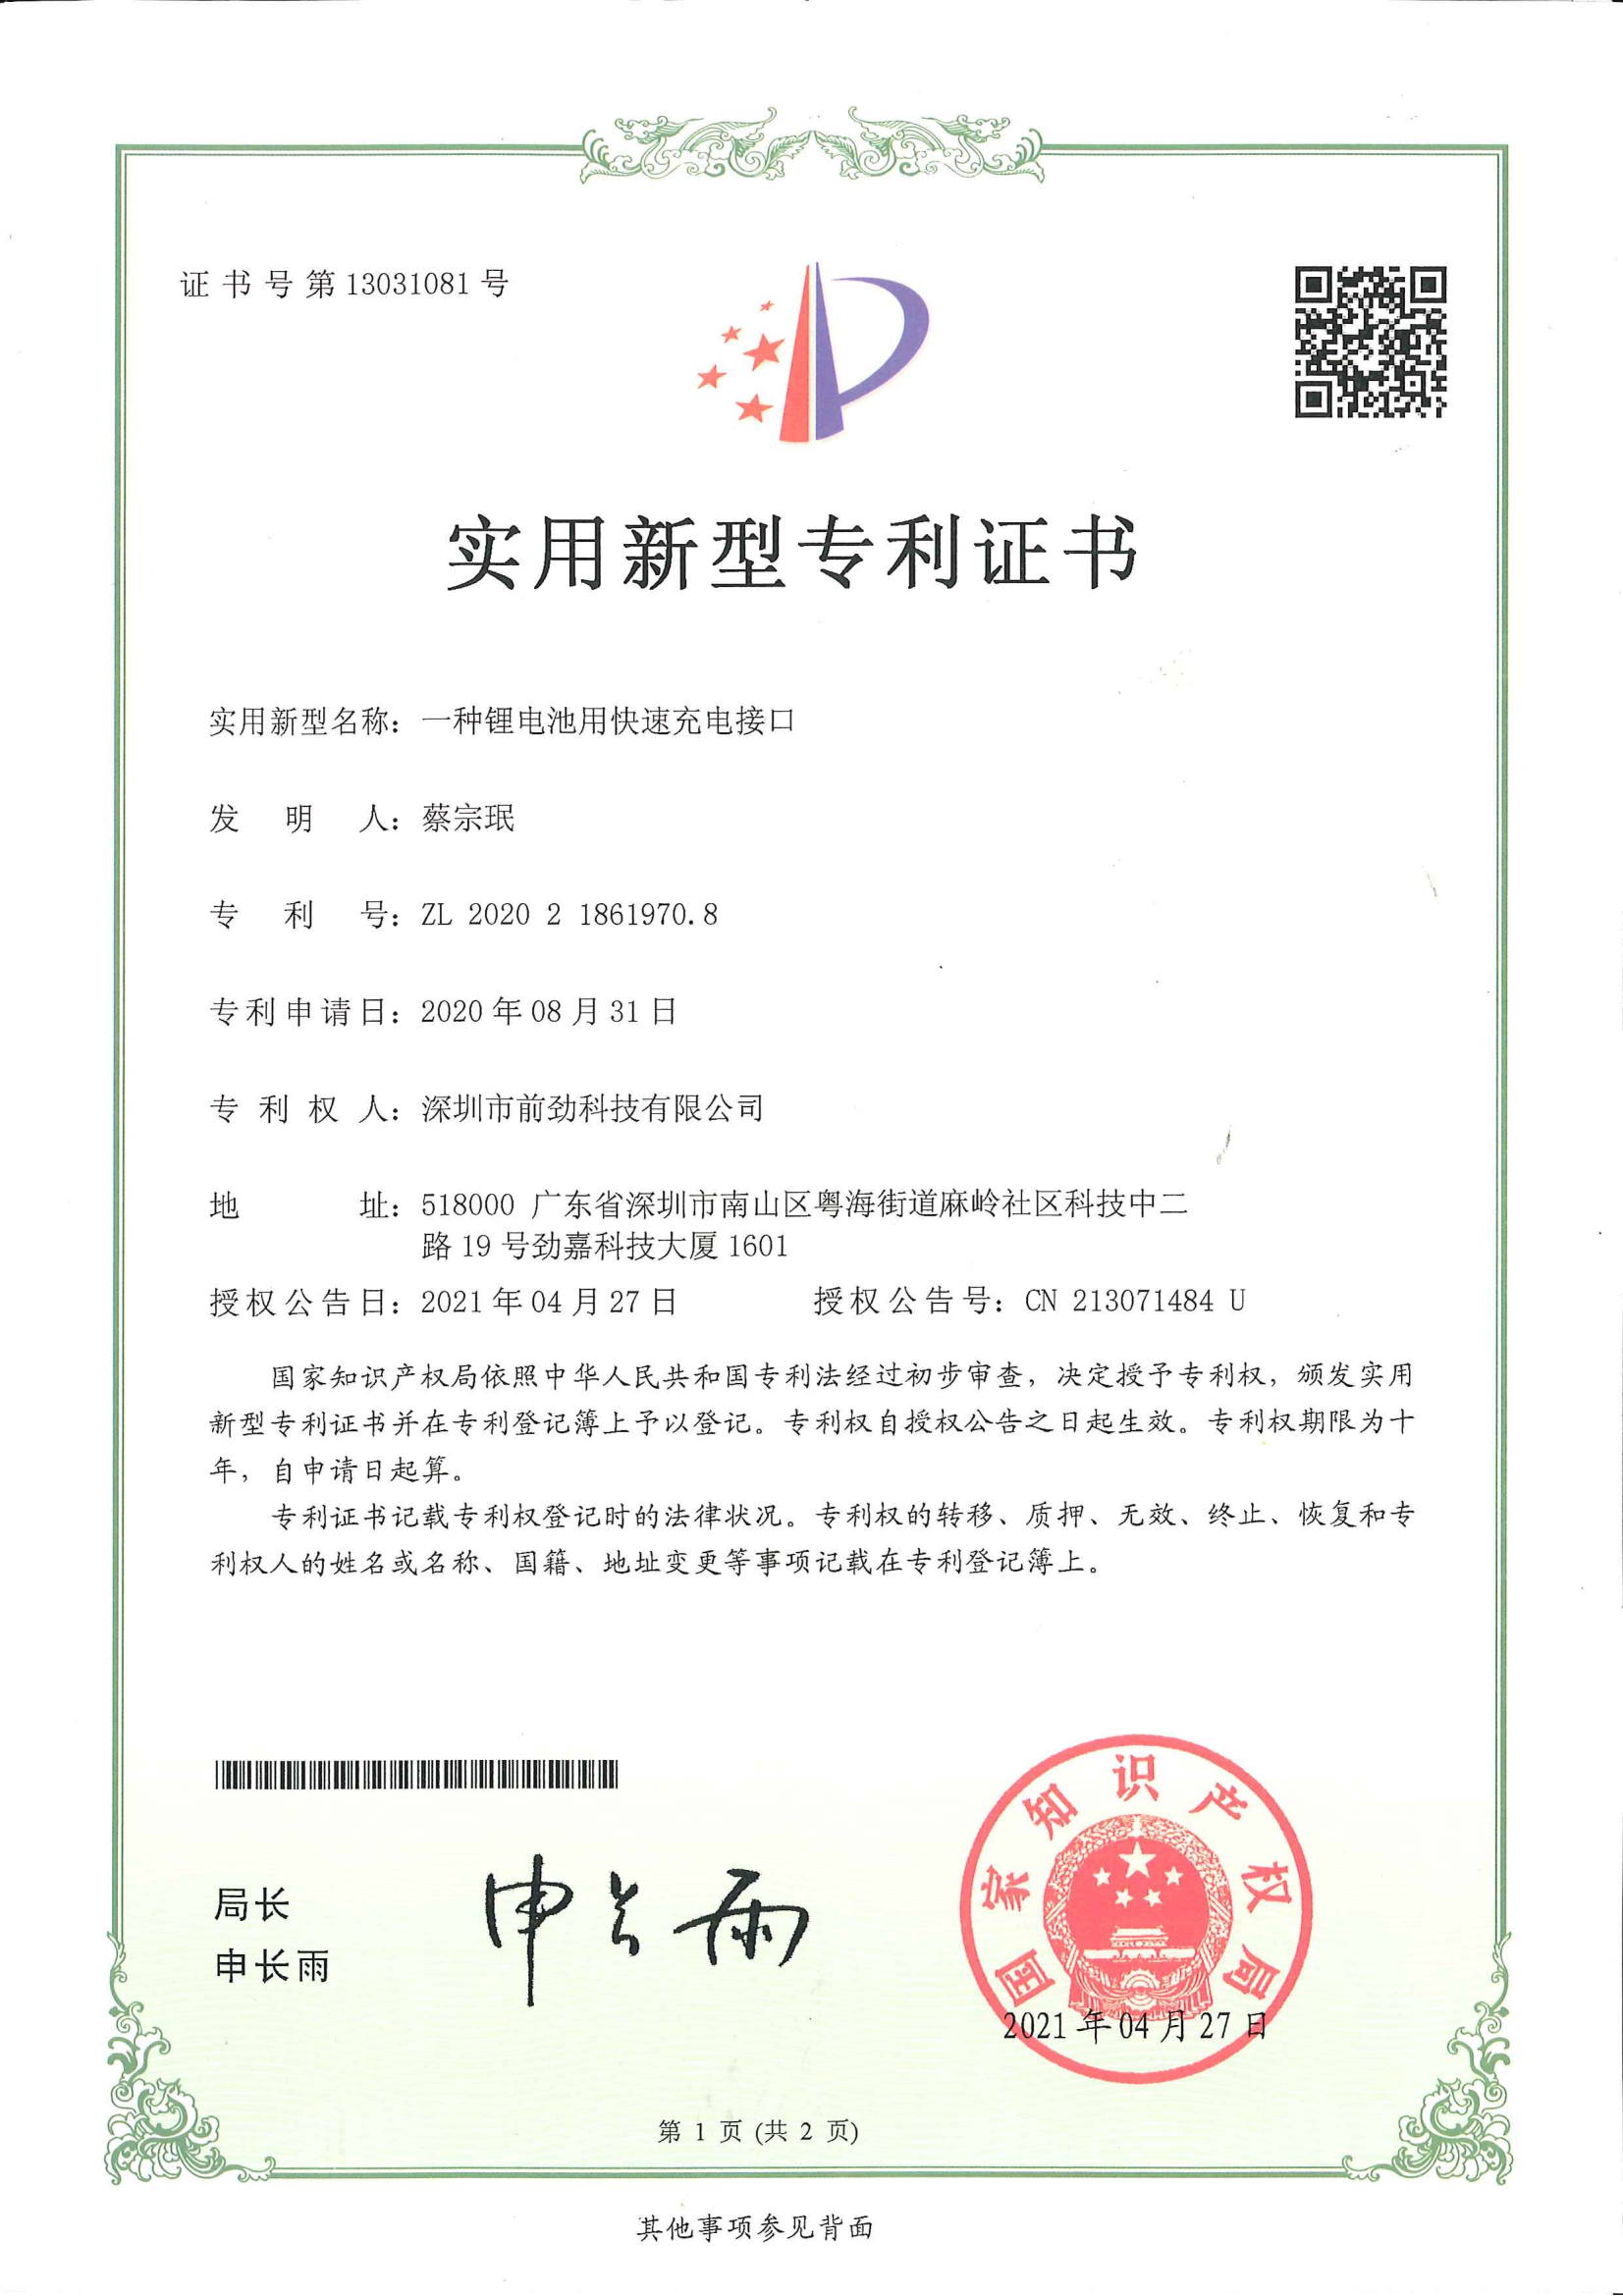 证书号第13031081号
实用新型专利证书
实用新型名称：一种锂电池用快速充电接口
发明人：蔡宗珉
专利号：ZL 2020 2 1861970.8
专利申请日：2020年08月31日
专利权人：深圳市前劲科技有限公司
地址：518000 广东省深圳市南山区粤海街道麻岭社区科技中二
路19号劲嘉科技大厦1601
授权公告日：2021年04月27日 授权公告号：CN 213071484 U
国家知识产权局依照中华人民共和国专利法经过初步审查，决定授予专利权，颁发实用
新型专利证书并在专利登记簿上予以登记。专利权自授权公告之日起生效。专利权期限为十
年，自申请日起算。
专利证书记载专利权登记时的法律状况。专利权的转移、质押、无效、终止、恢复和专
利权人的姓名或名称、国籍、地址变更等事项记载在专利登记簿上。
局长
申长雨
申长雨
国家知识产权局
2021年04月27日
第 1 页 (共 2 页)
其他事项参见背面